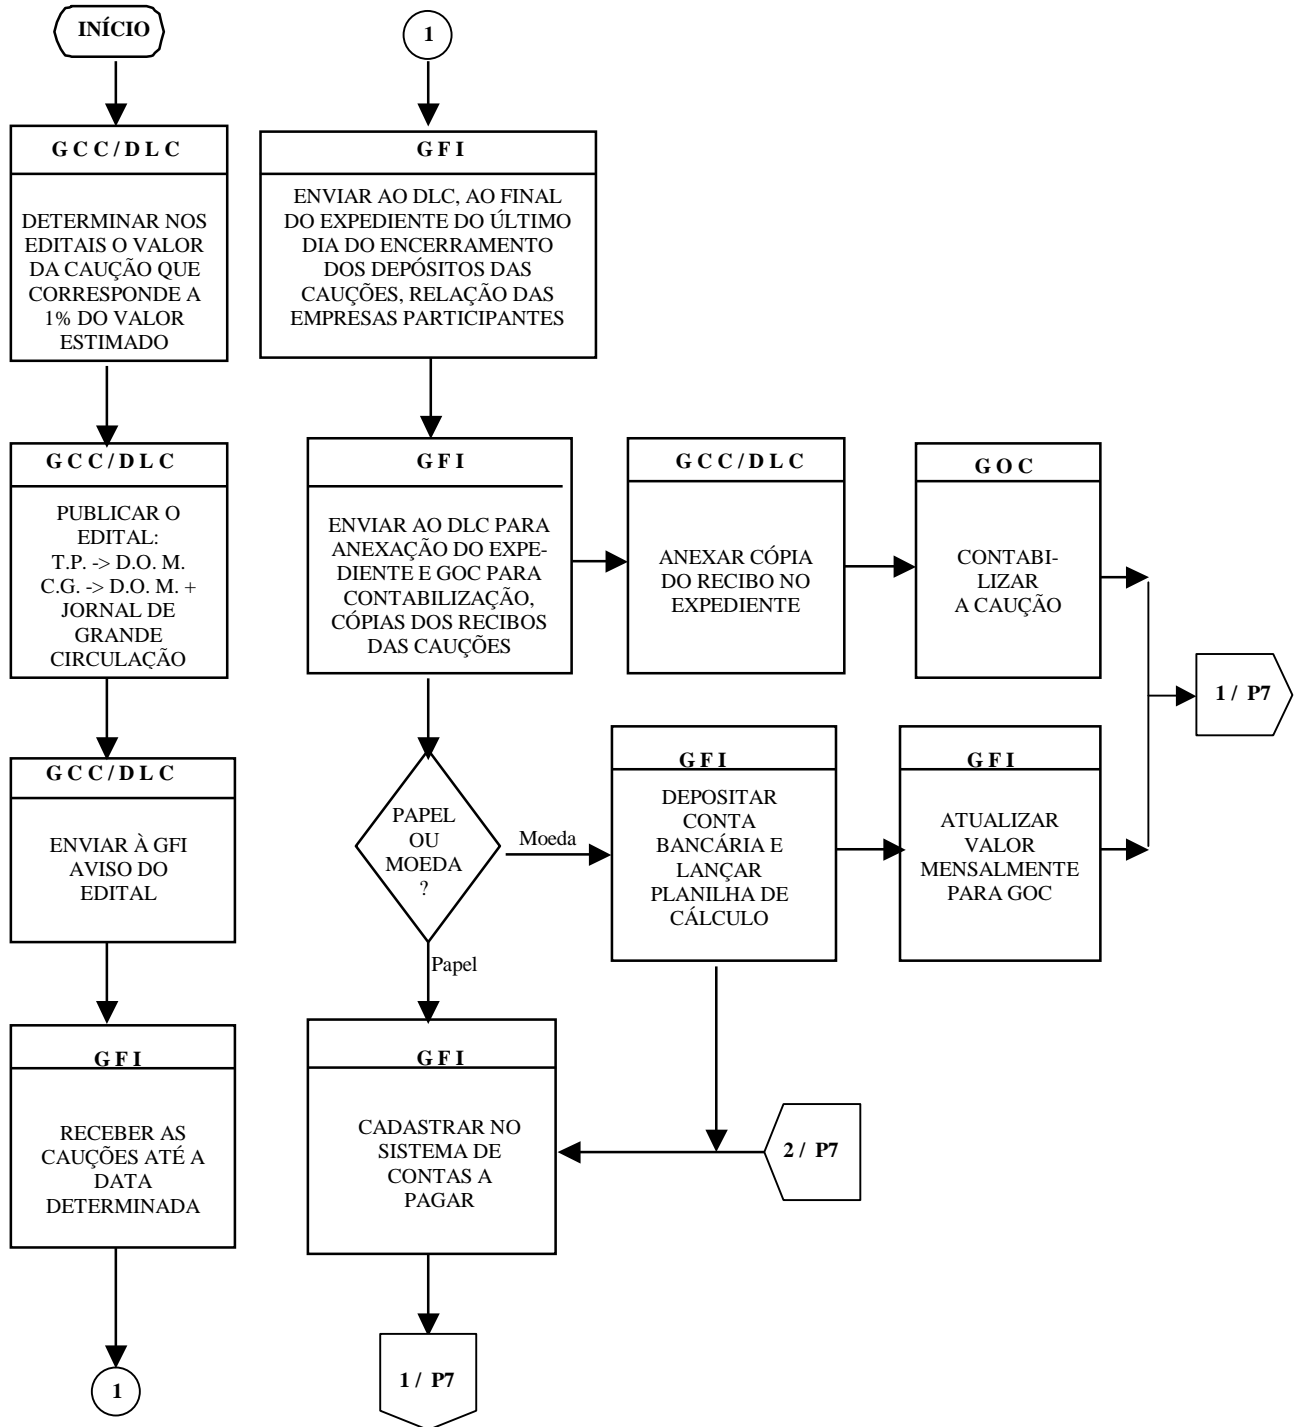 INÍCIO
G C C / D L C
DETERMINAR NOS
EDITAIS O VALOR
DA CAUÇÃO QUE
CORRESPONDE A
1% DO VALOR
ESTIMADO
G C C / D L C
PUBLICAR O
EDITAL:
T.P. -> D.O. M.
C.G. -> D.O. M. +
JORNAL DE
GRANDE
CIRCULAÇÃO
G C C / D L C
ENVIAR À GFI
AVISO DO
EDITAL
G F I
RECEBER AS
CAUÇÕES ATÉ A
DATA
DETERMINADA
1
1
G F I
ENVIAR AO DLC, AO FINAL
DO EXPEDIENTE DO ÚLTIMO
DIA DO ENCERRAMENTO
DOS DEPÓSITOS DAS
CAUÇÕES, RELAÇÃO DAS
EMPRESAS PARTICIPANTES
G F I
ENVIAR AO DLC PARA
ANEXAÇÃO DO EXPE-
DIENTE E GOC PARA
CONTABILIZAÇÃO,
CÓPIAS DOS RECIBOS
DAS CAUÇÕES
G C C / D L C
ANEXAR CÓPIA
DO RECIBO NO
EXPEDIENTE
G O C
CONTABI-
LIZAR
A CAUÇÃO
1 / P7
PAPEL
OU
MOEDA
?
Moeda
G F I
DEPOSITAR
CONTA
BANCÁRIA E
LANÇAR
PLANILHA DE
CÁLCULO
G F I
ATUALIZAR
VALOR
MENSALMENTE
PARA GOC
Papel
G F I
CADASTRAR NO
SISTEMA DE
CONTAS A
PAGAR
2 / P7
1 / P7